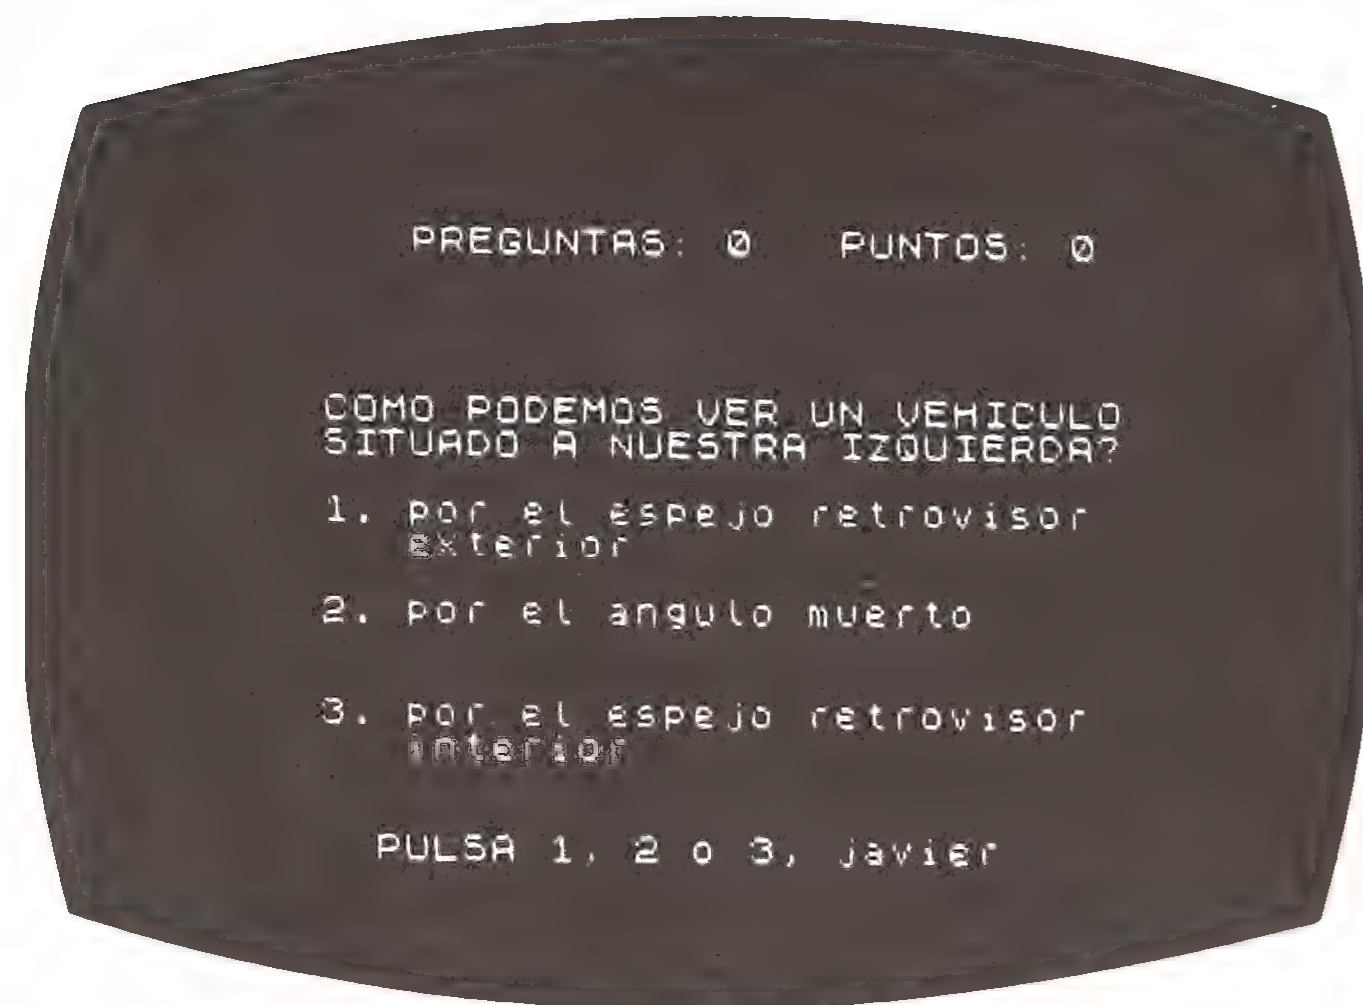 PREGUNTAS: 0 PUNTOS: 0
COMO PODEMOS VER UN VEHICULO
SITUADO A NUESTRA IZQUIERDA?
1. por el espejo retrovisor
exterior
2. por el angulo muerto
3. por el espejo retrovisor
interior
PULSA 1, 2 o 3, javier